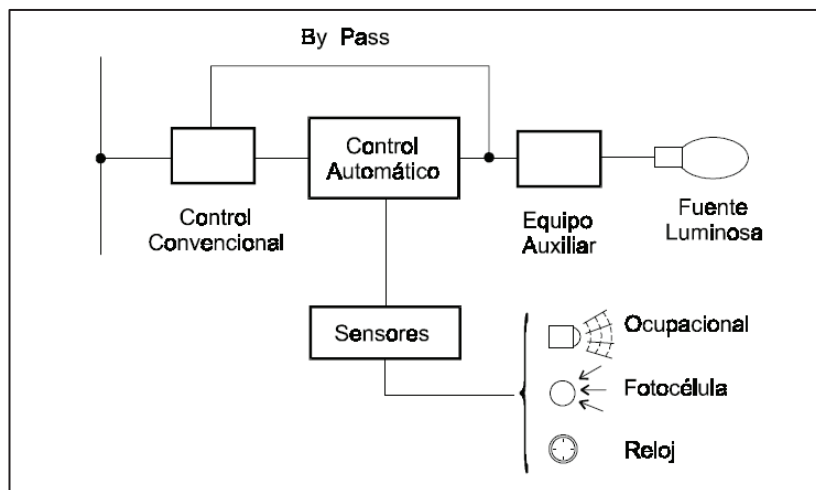 By Pass
Control
Automático
Control
Convencional
Equipo
Auxiliar
Fuente
Luminosa
Sensores
Ocupacional
Fotocélula
Reloj